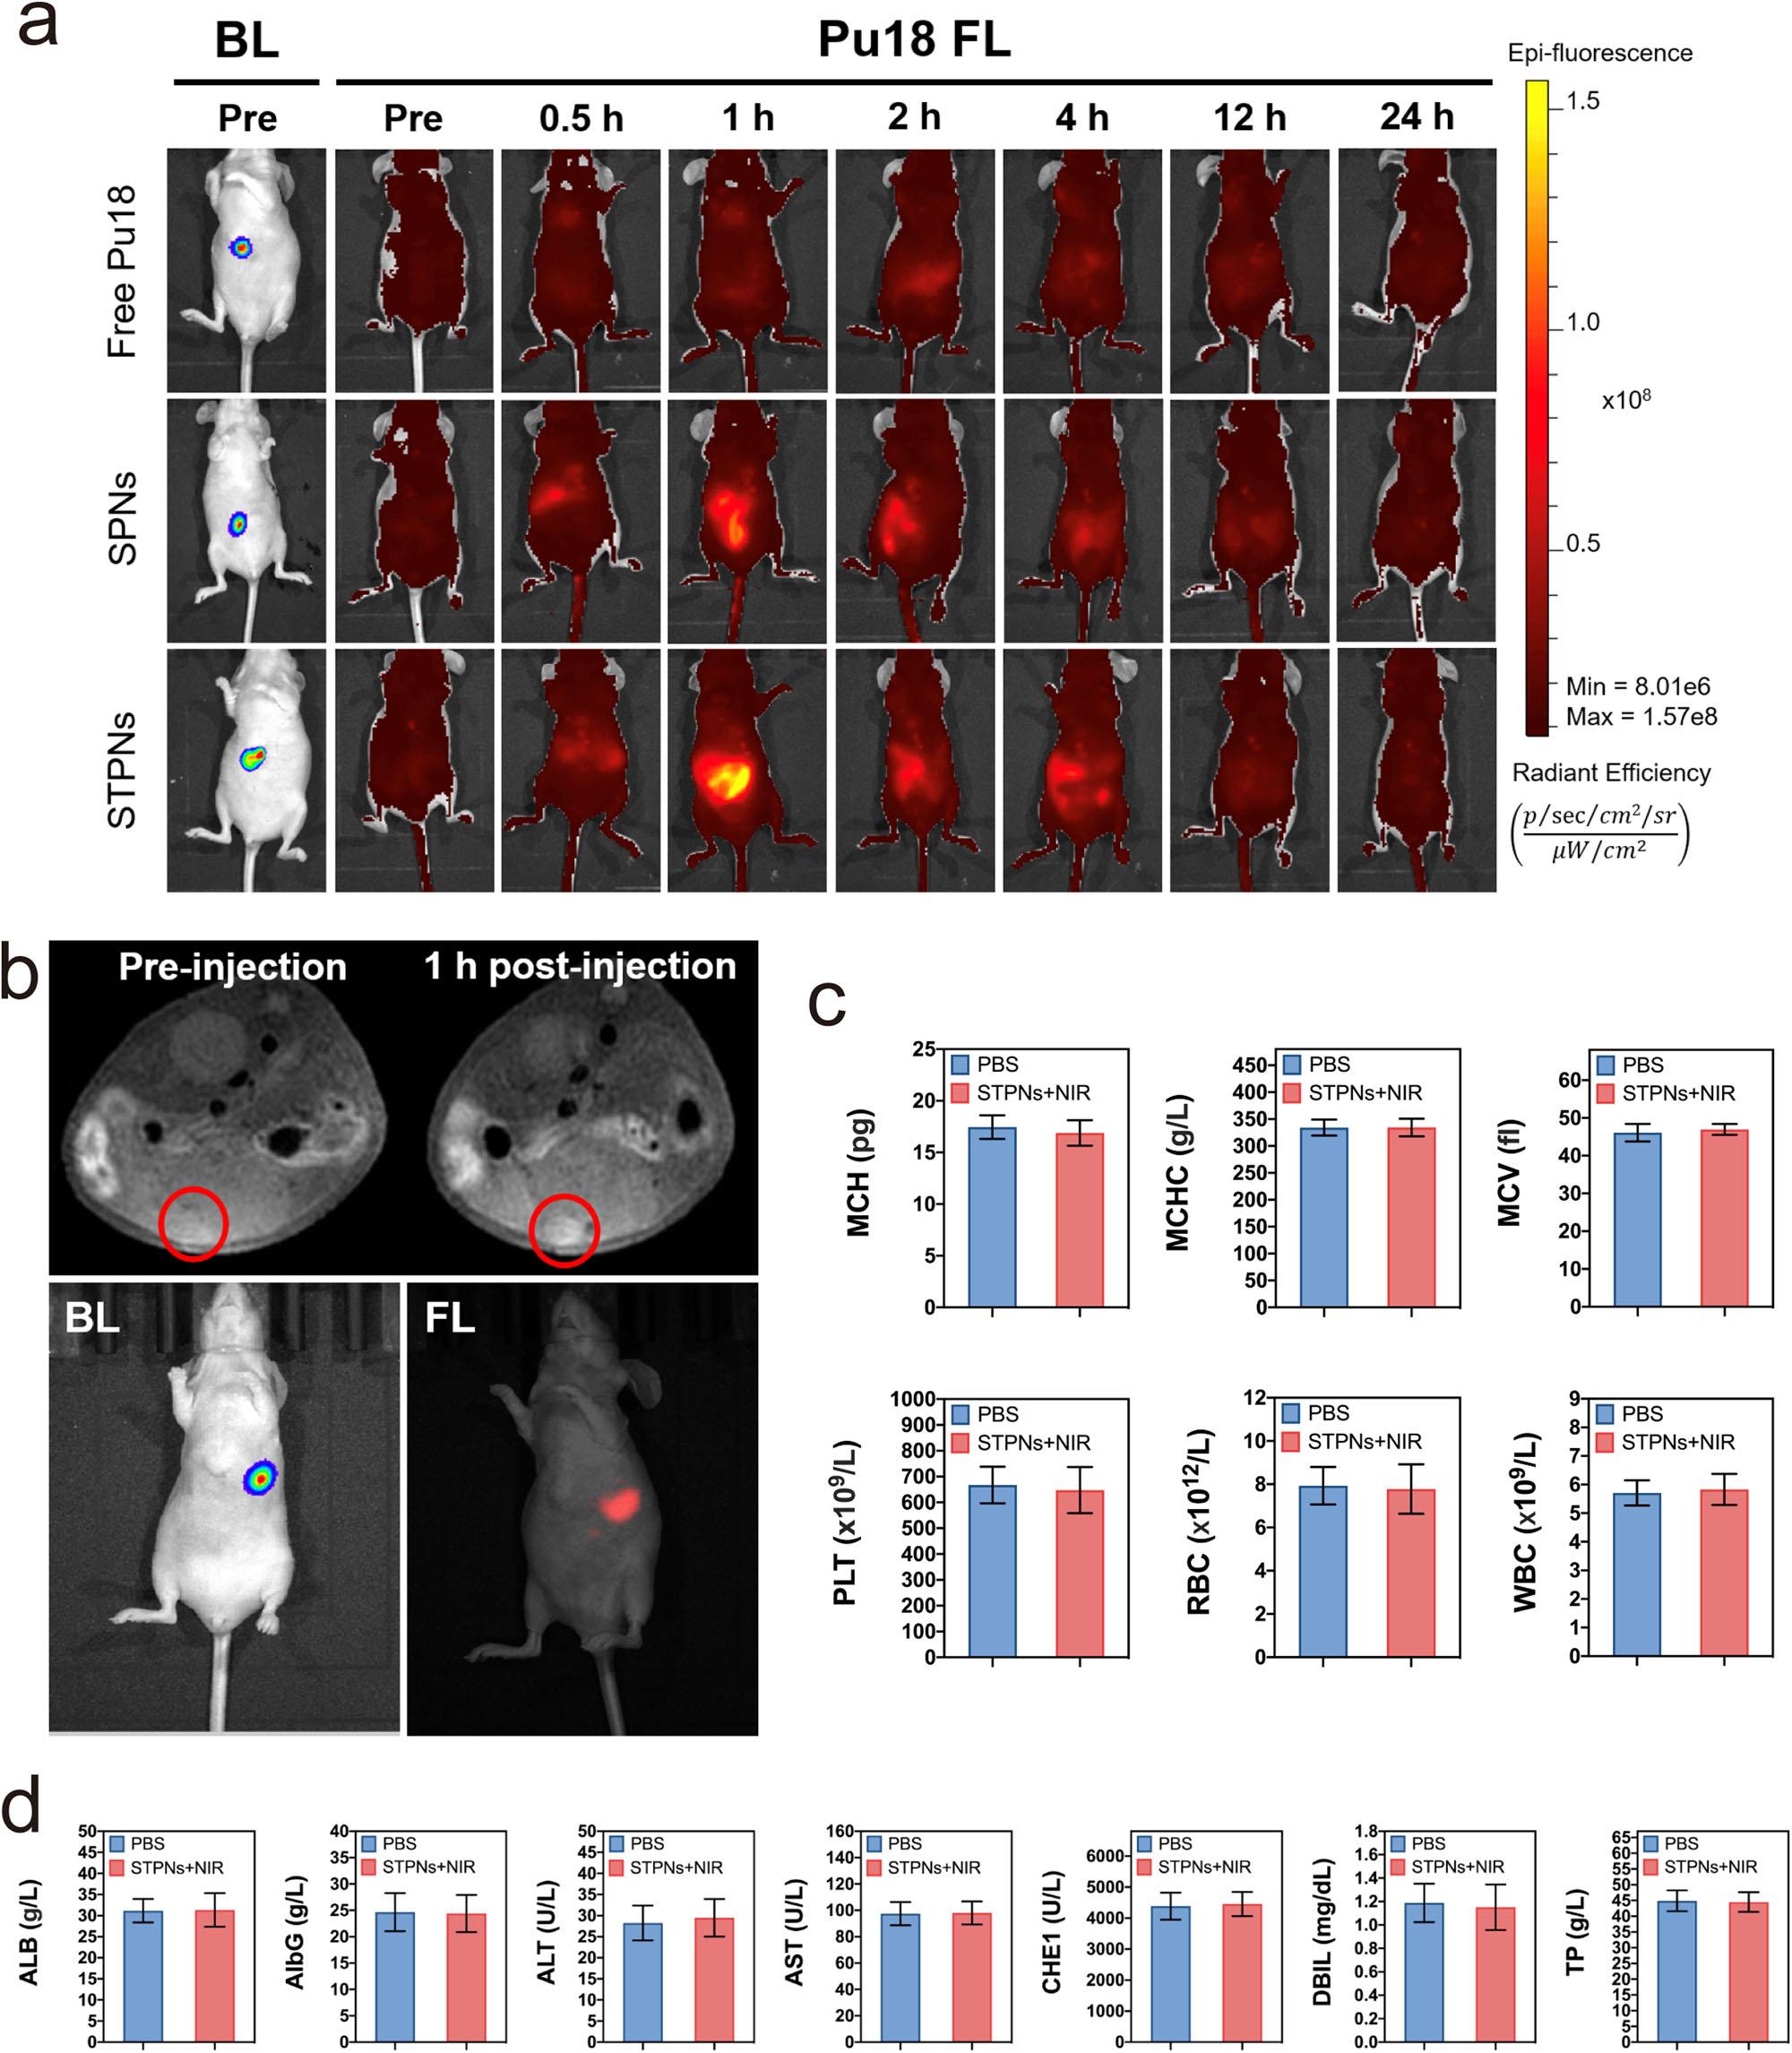 a
BL
Pu18 FL
Pre
Pre
0.5 h
1 h
2 h
4 h
12 h
24 h
Free Pu18
SPNs
STPNs
Epi-fluorescence
1.5
1.0
x10⁸
0.5
Min = 8.01e6
Max = 1.57e8
Radiant Efficiency
(p/sec/cm²/sr
μW/cm²)
b
Pre-injection
1 h post-injection
BL
FL
c
MCH (pg)
25
20
15
10
5
0
PBS
STPNs+NIR
MCHC (g/L)
450
400
350
300
250
200
150
100
50
0
PBS
STPNs+NIR
MCV (fl)
60
50
40
30
20
10
0
PBS
STPNs+NIR
PLT (x10⁹/L)
1000
900
800
700
600
500
400
300
200
100
0
PBS
STPNs+NIR
RBC (x10¹²/L)
12
10
8
6
4
2
0
PBS
STPNs+NIR
WBC (x10⁹/L)
9
8
7
6
5
4
3
2
1
0
PBS
STPNs+NIR
d
ALB (g/L)
50
45
40
35
30
25
20
15
10
5
0
PBS
STPNs+NIR
AlbG (g/L)
40
35
30
25
20
15
10
5
0
PBS
STPNs+NIR
ALT (U/L)
50
45
40
35
30
25
20
15
10
5
0
PBS
STPNs+NIR
AST (U/L)
160
140
120
100
80
60
40
20
0
PBS
STPNs+NIR
CHE1 (U/L)
6000
5000
4000
3000
2000
1000
0
PBS
STPNs+NIR
DBIL (mg/dL)
1.8
1.6
1.4
1.2
1.0
0.8
0.6
0.4
0.2
0.0
PBS
STPNs+NIR
TP (g/L)
65
60
55
50
45
40
35
30
25
20
15
10
5
0
PBS
STPNs+NIR